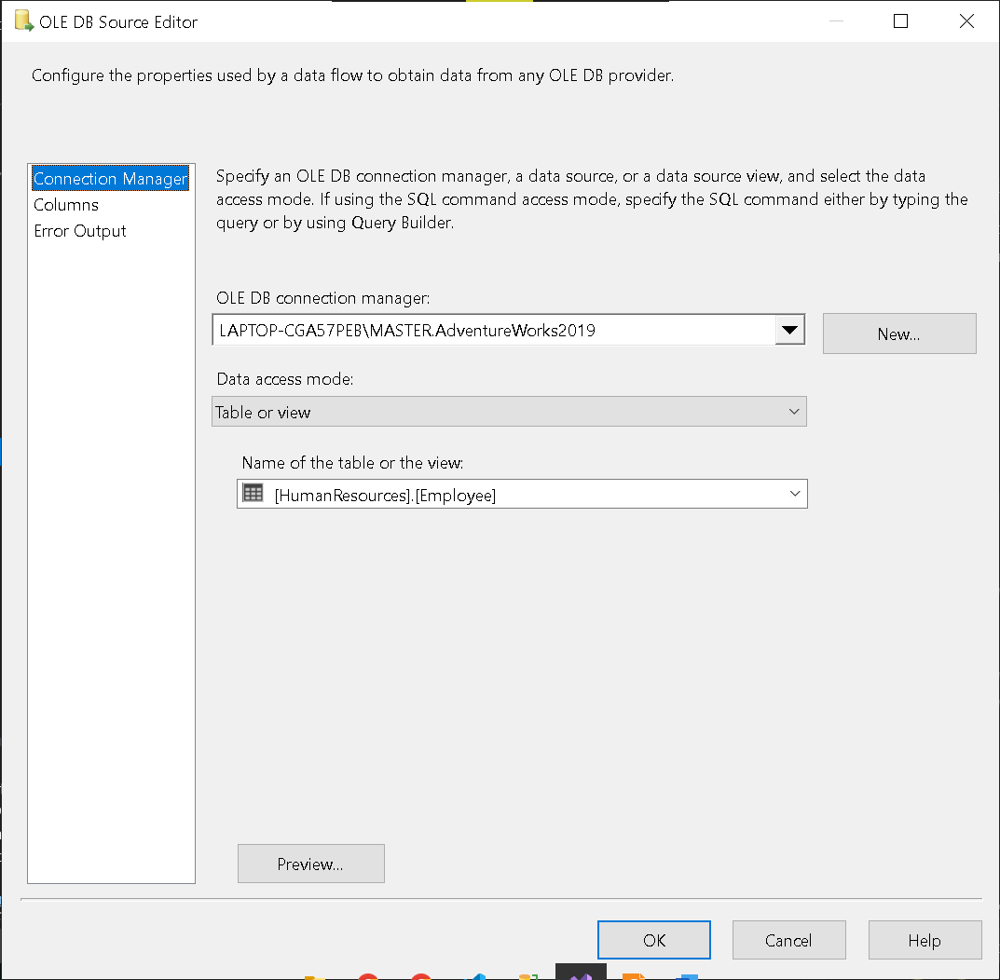 OLE DB Source Editor
Configure the properties used by a data flow to obtain data from any OLE DB provider.
Connection Manager
Columns
Error Output
Specify an OLE DB connection manager, a data source, or a data source view, and select the data
access mode. If using the SQL command access mode, specify the SQL command either by typing the
query or by using Query Builder.
OLE DB connection manager:
LAPTOP-CGA57PEB\MASTER.AdventureWorks2019
New...
Data access mode:
Table or view
Name of the table or the view:
[HumanResources].[Employee]
Preview...
OK
Cancel
Help